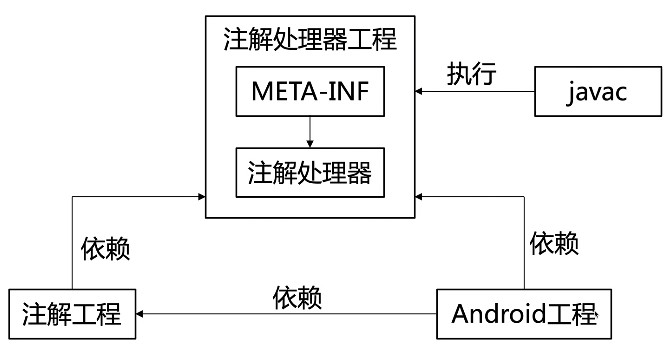 注解处理器工程
META-INF
执行
javac
注解处理器
依赖
依赖
依赖
注解工程
Android工程